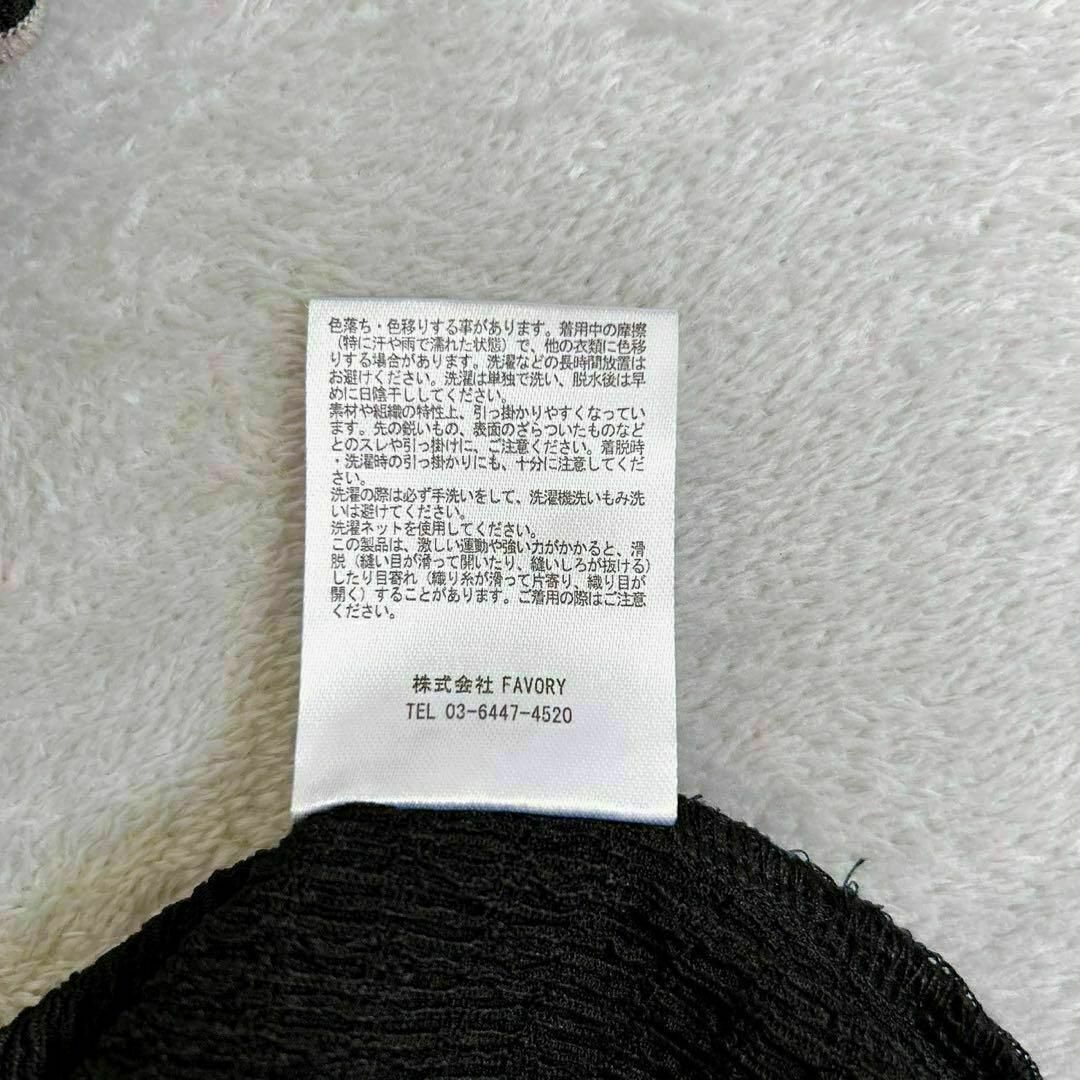 色落ち・色移りする事があります。着用中の摩擦
（特に汗や雨で濡れた状態）で、他の衣類に色移
りする場合があります。洗濯などの長時間放置は
お避けください。洗濯は単独で洗い、脱水後は早
めに日陰干ししてください。
素材や組織の特性上、引っ掛かりやすくなってい
ます。先の鋭いもの、表面のざらついたものなど
とのスレや引っ掛けに、ご注意ください。着脱時
・洗濯時の引っ掛かりにも、十分に注意してくだ
さい。
洗濯の際は必ず手洗いをして、洗濯機洗いもみ洗
いは避けてください。
洗濯ネットを使用してください。
この製品は、激しい運動や強い力がかかると、滑
脱（縫い目が滑って開いたり、縫いしろが抜ける）
したり目寄れ（織り糸が滑って片寄り、織り目が
開く）することがあります。ご着用の際はご注意
ください。
株式会社 FAVORY
TEL 03-6447-4520